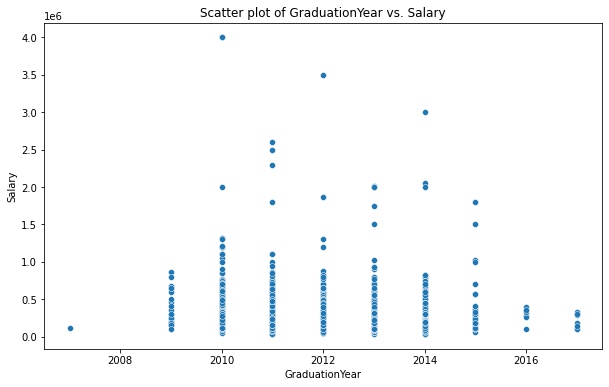 Scatter plot of GraduationYear vs. Salary
1e6
4.0
3.5
3.0
2.5
2.0
1.5
1.0
0.5
0.0
Salary
2008 2010 2012 2014 2016
GraduationYear